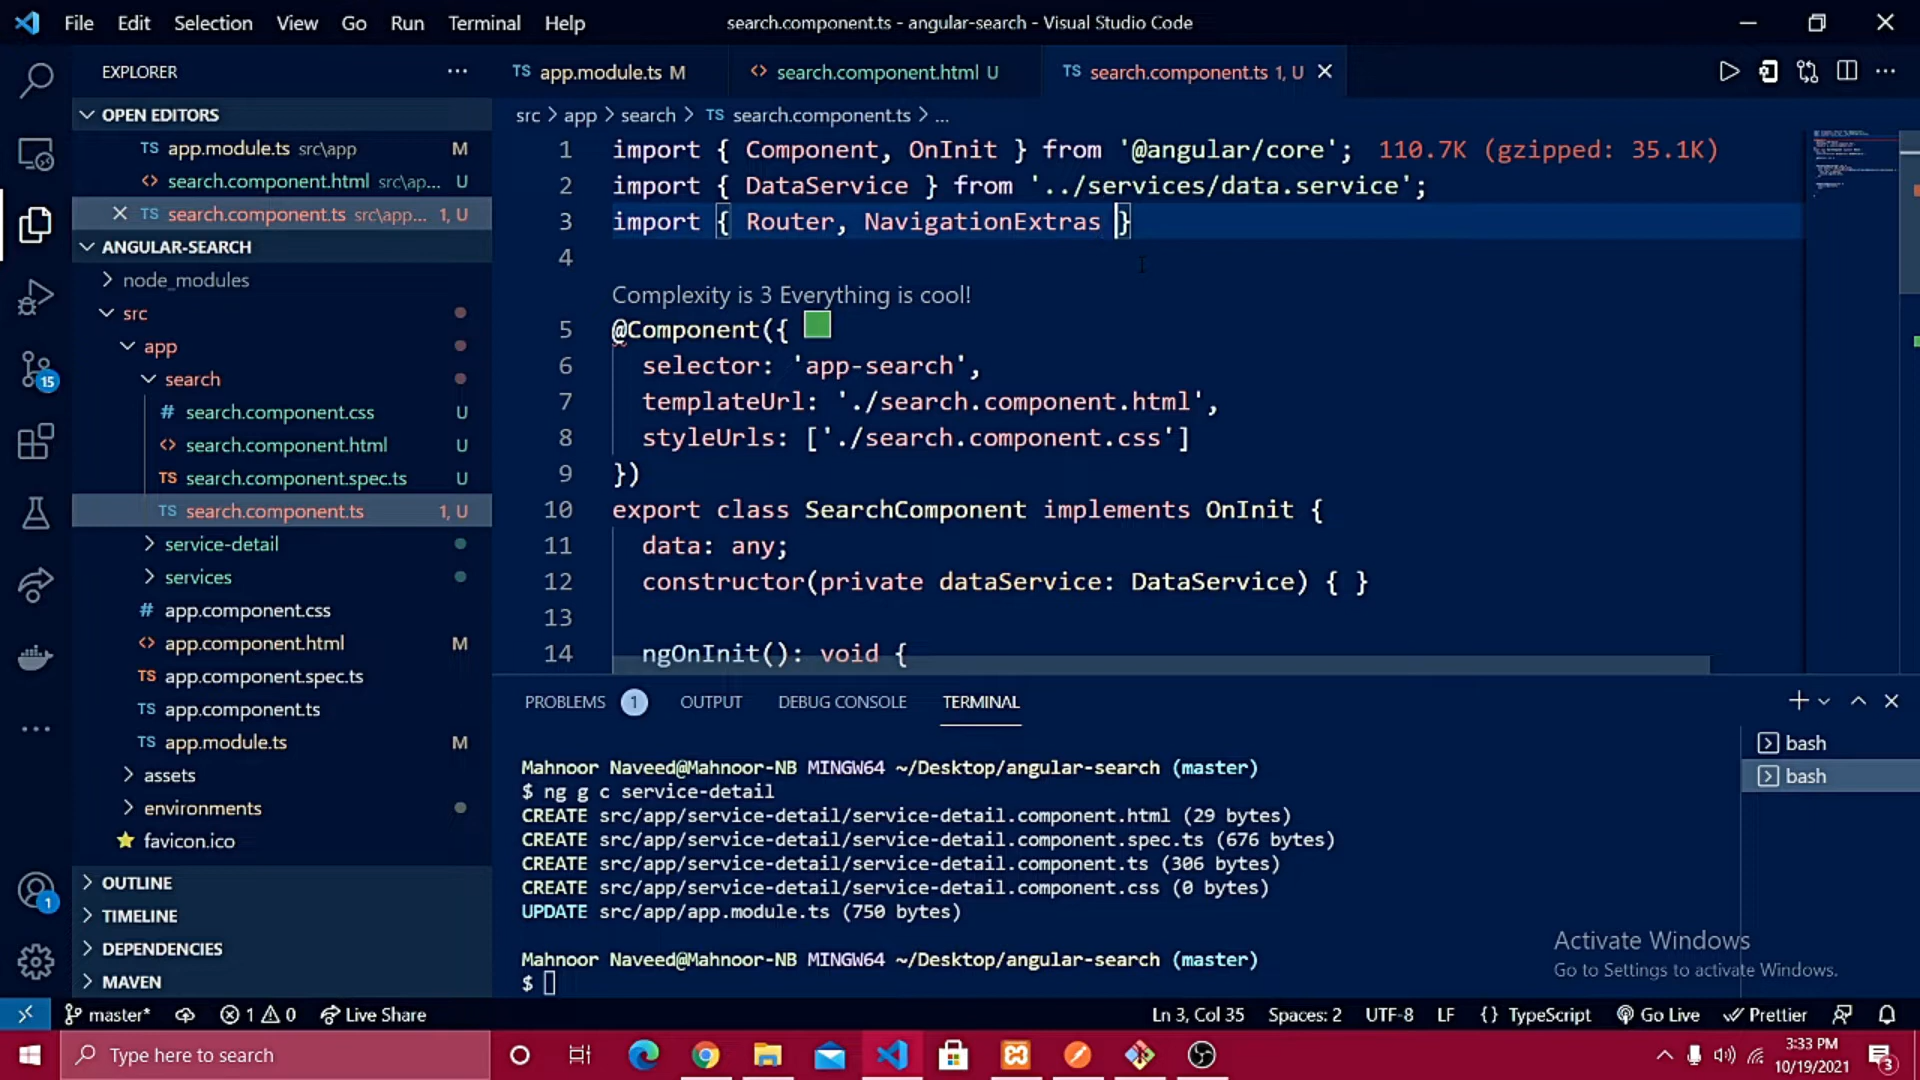 File Edit Selection View Go Run Terminal Help
search.component.ts - angular-search - Visual Studio Code
EXPLORER
OPEN EDITORS
TS app.module.ts src\app M
<> search.component.html src\ap... U
TS search.component.ts src\app... 1, U
ANGULAR-SEARCH
node_modules
src
app
search
# search.component.css U
<> search.component.html U
TS search.component.spec.ts U
TS search.component.ts 1, U
service-detail
services
# app.component.css
<> app.component.html M
TS app.component.spec.ts
TS app.component.ts
TS app.module.ts M
assets
environments
favicon.ico
OUTLINE
TIMELINE
DEPENDENCIES
MAVEN
15
1
TS app.module.ts M
<> search.component.html U
TS search.component.ts 1, U
src > app > search > TS search.component.ts > ...
1 import { Component, OnInit } from '@angular/core'; 110.7K (gzipped: 35.1K)
2 import { DataService } from '../services/data.service';
3 import { Router, NavigationExtras }
4
Complexity is 3 Everything is cool!
5 @Component({
6 selector: 'app-search',
7 templateUrl: './search.component.html',
8 styleUrls: ['./search.component.css']
9 })
10 export class SearchComponent implements OnInit {
11 data: any;
12 constructor(private dataService: DataService) { }
13
14 ngOnInit(): void {
PROBLEMS 1 OUTPUT DEBUG CONSOLE TERMINAL
Mahnoor Naveed@Mahnoor-NB MINGW64 ~/Desktop/angular-search (master)
$ ng g c service-detail
CREATE src/app/service-detail/service-detail.component.html (29 bytes)
CREATE src/app/service-detail/service-detail.component.spec.ts (676 bytes)
CREATE src/app/service-detail/service-detail.component.ts (306 bytes)
CREATE src/app/service-detail/service-detail.component.css (0 bytes)
UPDATE src/app/app.module.ts (750 bytes)
Mahnoor Naveed@Mahnoor-NB MINGW64 ~/Desktop/angular-search (master)
$
bash
bash
Activate Windows
Go to Settings to activate Windows.
master* 1 0 Live Share
Ln 3, Col 35 Spaces: 2 UTF-8 LF {} TypeScript Go Live Prettier
Type here to search
3:33 PM
10/19/2021
3